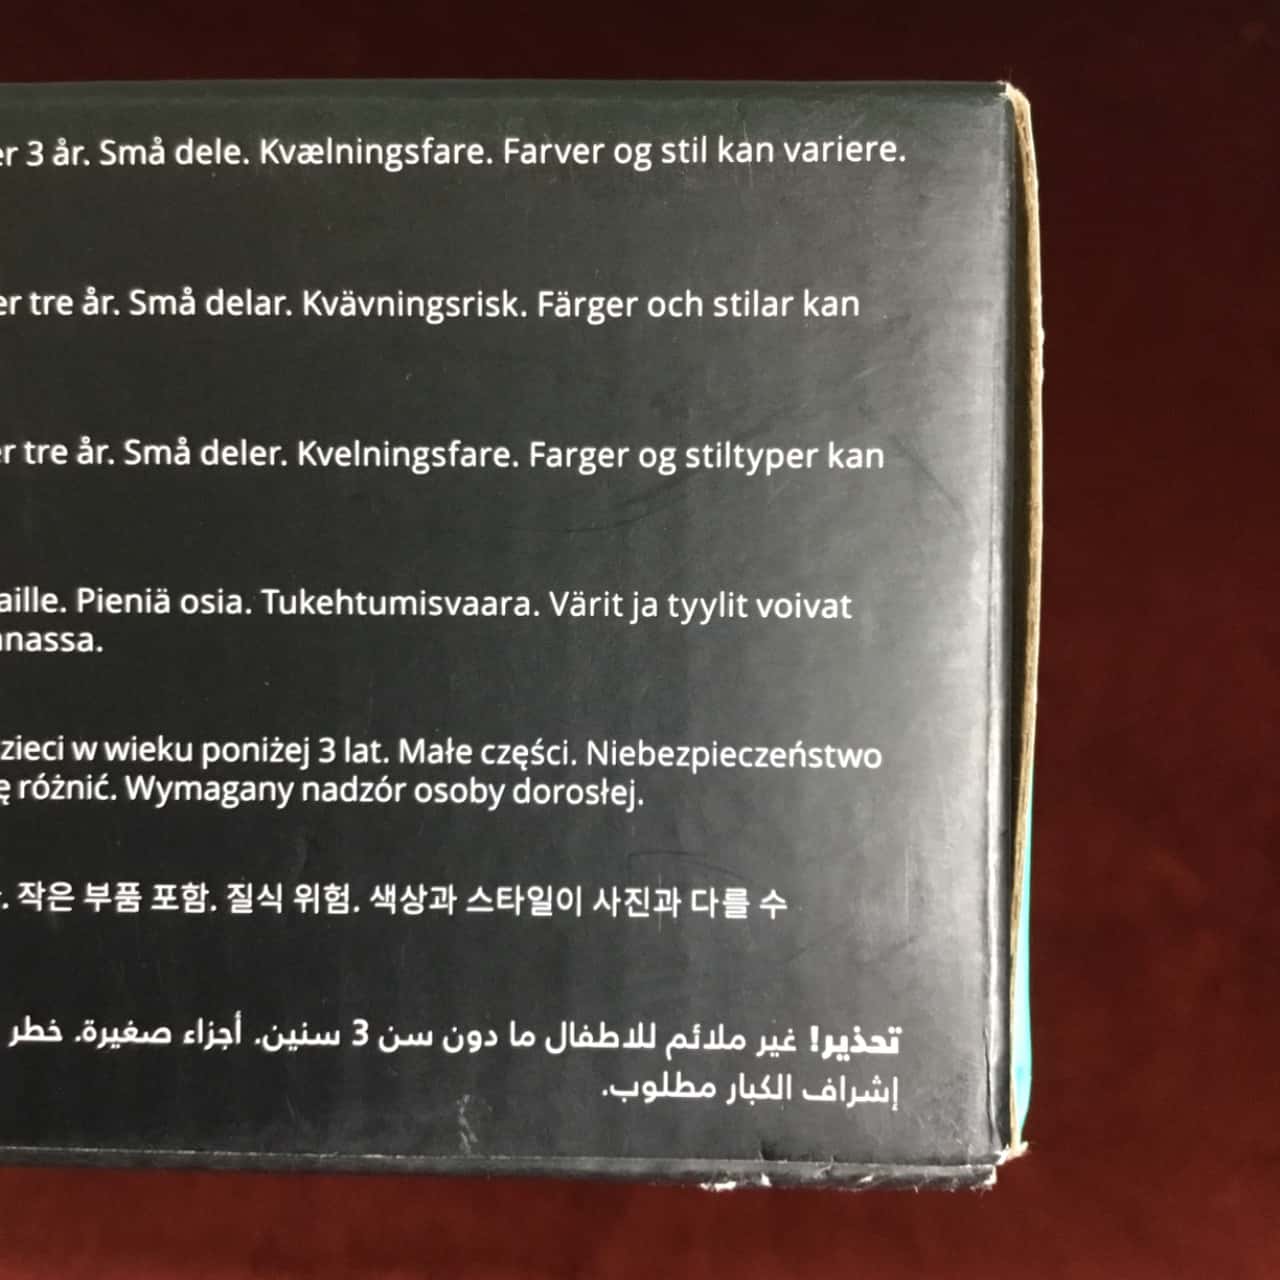 er 3 år. Små dele. Kvælningsfare. Farver og stil kan variere.
er tre år. Små delar. Kvävningsrisk. Färger och stilar kan
er tre år. Små deler. Kvelningsfare. Farger og stiltyper kan
aille. Pieniä osia. Tukehtumisvaara. Värit ja tyylit voivat
nassa.
zieci w wieku poniżej 3 lat. Małe części. Niebezpieczeństwo
ę różnić. Wymagany nadzór osoby dorosłej.
. 작은 부품 포함. 질식 위험. 색상과 스타일이 사진과 다를 수
تحذير! غير ملائم للاطفال ما دون سن 3 سنين. أجزاء صغيرة. خطر
إشراف الكبار مطلوب.